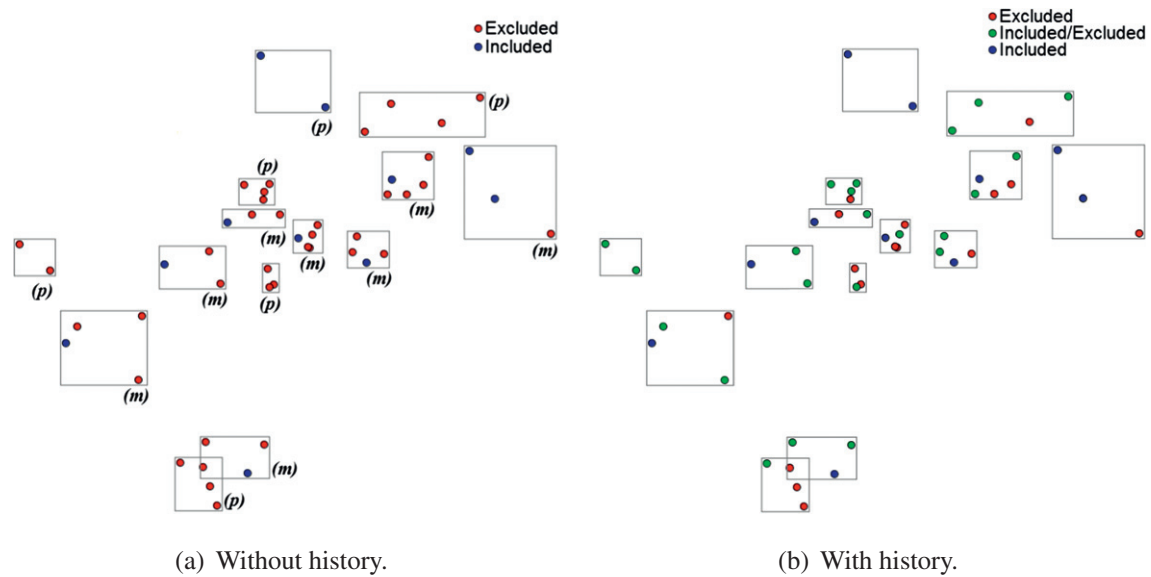 Excluded
Included
(p)
(p)
(p)
(m)
(m)
(m)
(m)
(m)
(p)
(m)
(p)
(m)
(m)
(p)
(a) Without history.
Excluded
Included/Excluded
Included
(b) With history.